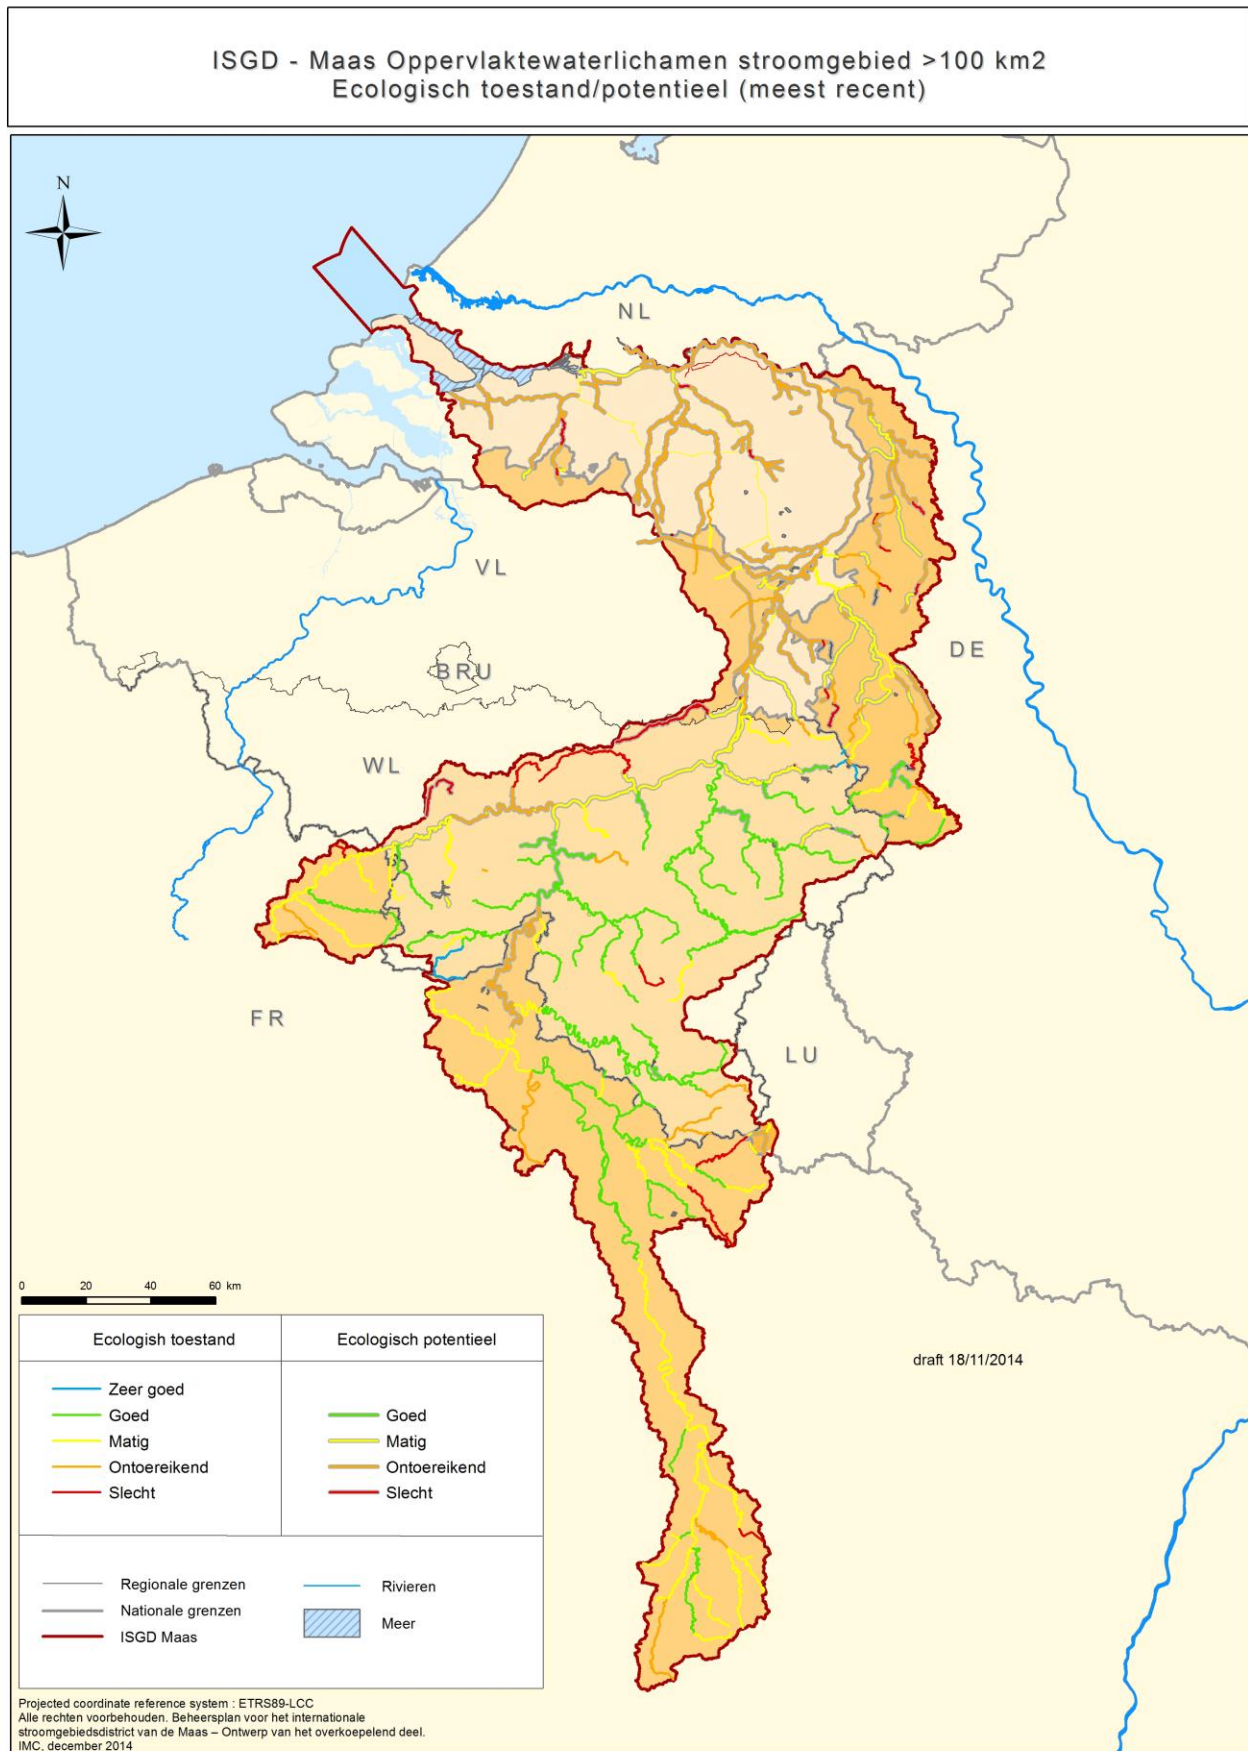 ISGD - Maas Oppervlaktewaterlichamen stroomgebied >100 km2
Ecologisch toestand/potentieel (meest recent)
N
NL
VL
DE
BRU
WL
FR
LU
0 20 40 60 km
draft 18/11/2014
Ecologish toestand
Ecologisch potentieel
Zeer goed
Goed
Goed
Matig
Matig
Ontoereikend
Ontoereikend
Slecht
Slecht
Regionale grenzen
Rivieren
Nationale grenzen
Meer
ISGD Maas
Projected coordinate reference system : ETRS89-LCC
Alle rechten voorbehouden. Beheersplan voor het internationale
stroomgebiedsdistrict van de Maas – Ontwerp van het overkoepelend deel.
IMC, december 2014